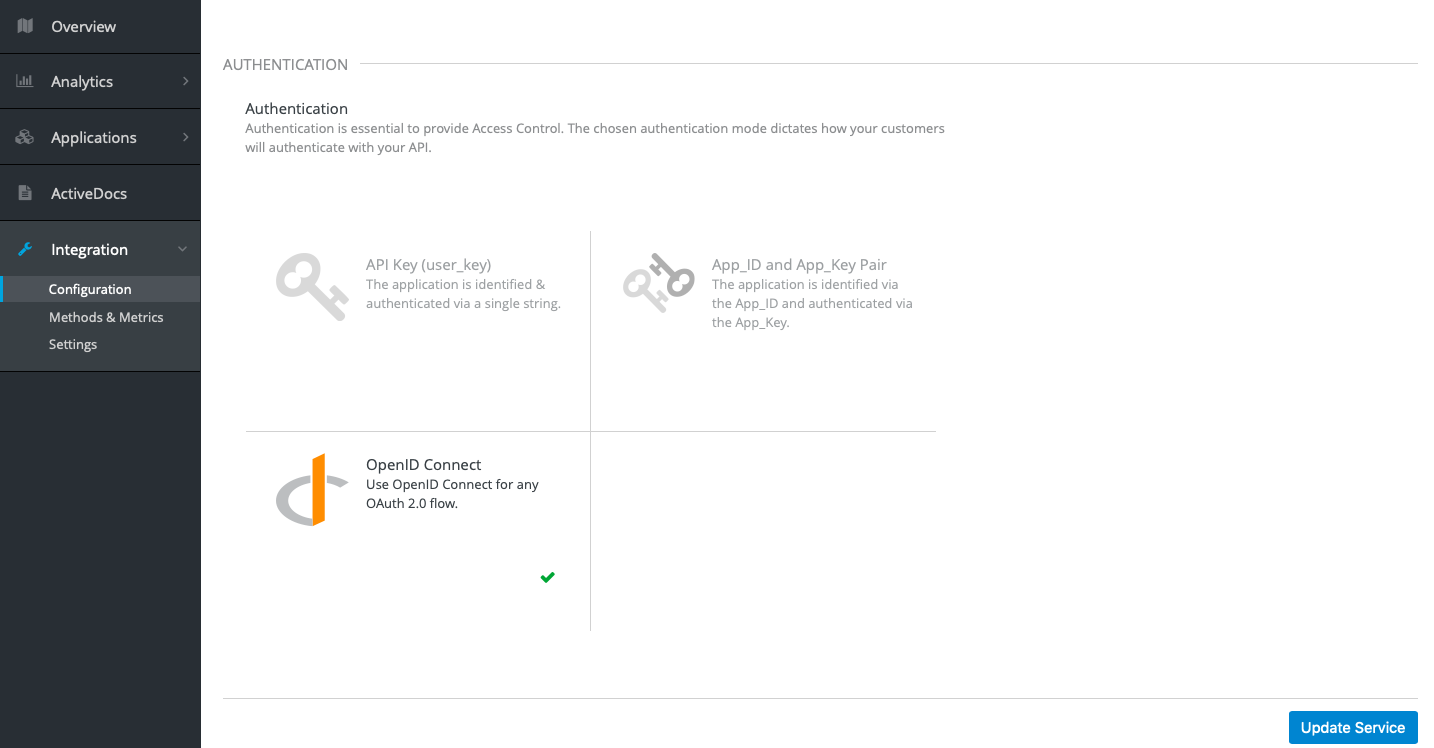 Overview
Analytics
Applications
ActiveDocs
Integration
Configuration
Methods & Metrics
Settings
AUTHENTICATION
Authentication
Authentication is essential to provide Access Control. The chosen authentication mode dictates how your customers
will authenticate with your API.
API Key (user_key)
The application is identified &
authenticated via a single string.
App_ID and App_Key Pair
The application is identified via
the App_ID and authenticated via
the App_Key.
OpenID Connect
Use OpenID Connect for any
OAuth 2.0 flow.
Update Service